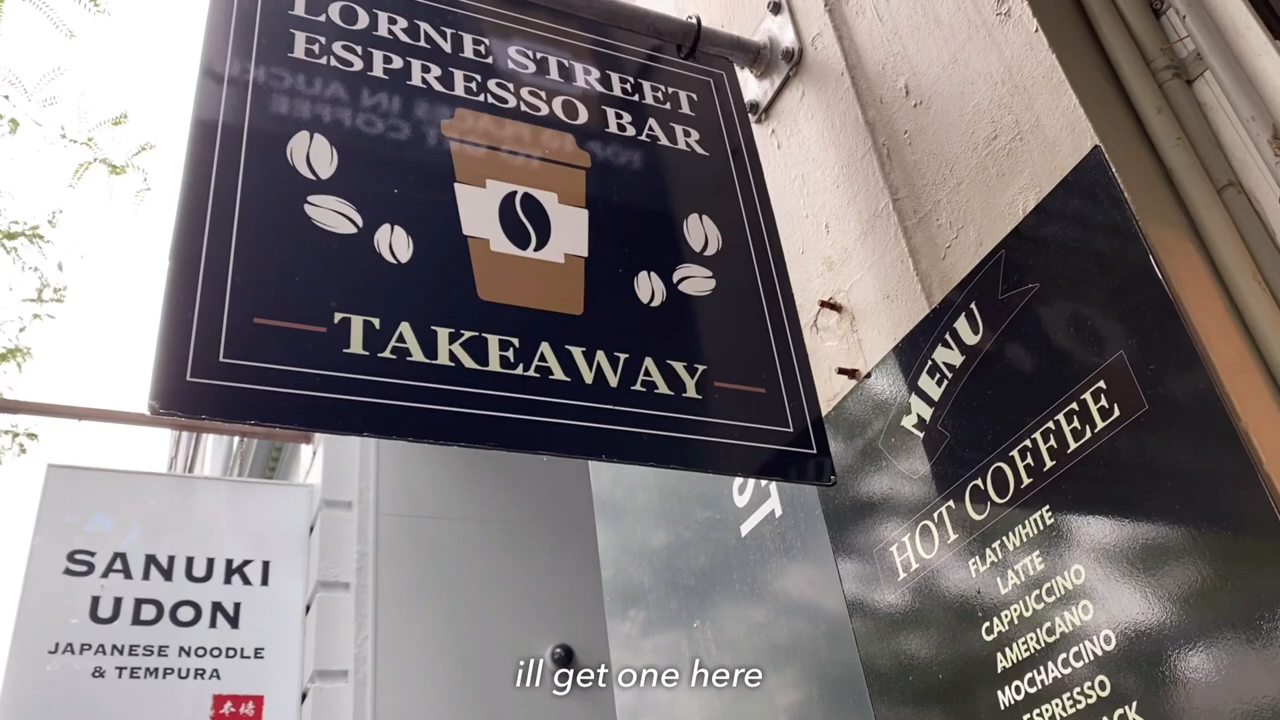 LORNE STREET
ESPRESSO BAR
TAKEAWAY
MENU
HOT COFFEE
FLAT WHITE
LATTE
CAPPUCCINO
AMERICANO
MOCHACCINO
ESPRESSO
SANUKI
UDON
JAPANESE NOODLE
& TEMPURA
ill get one here